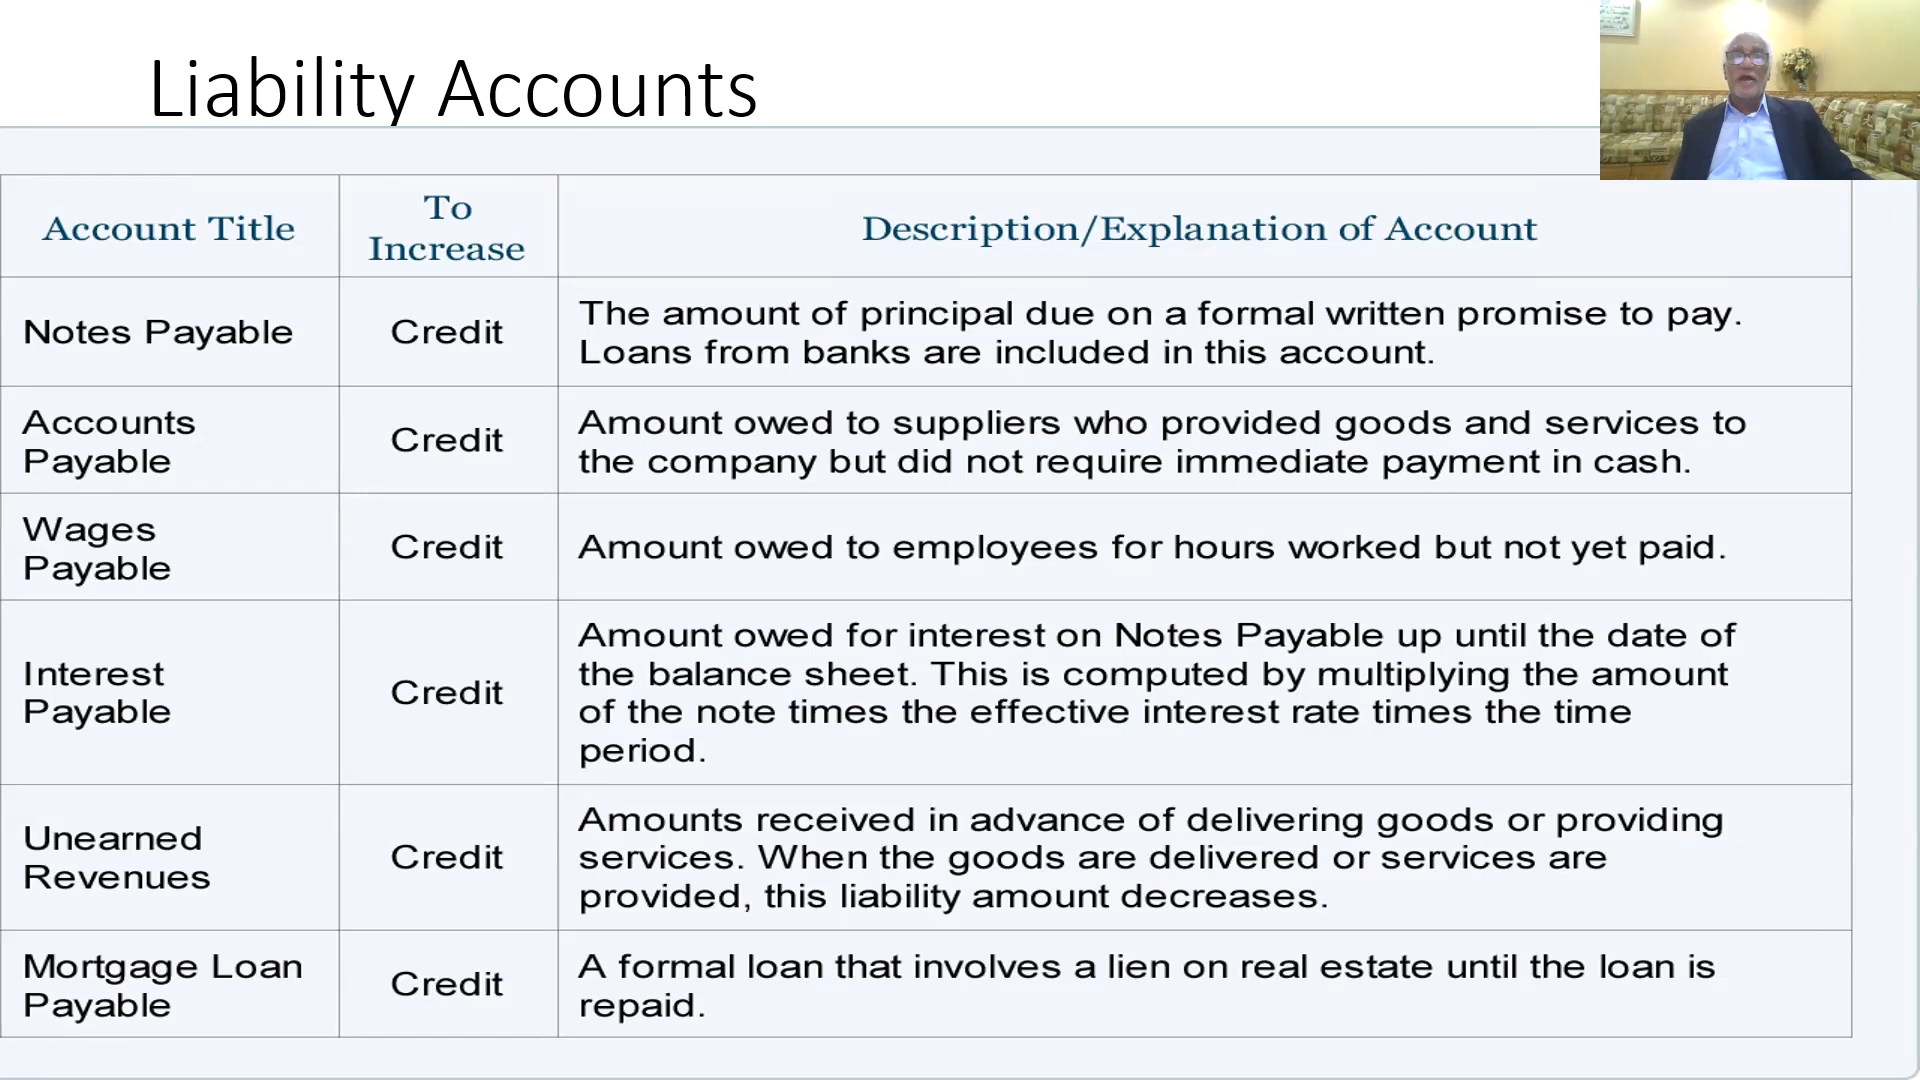 Liability Accounts
Account Title
To
Increase
Description/Explanation of Account
Notes Payable
Credit
The amount of principal due on a formal written promise to pay.
Loans from banks are included in this account.
Accounts
Payable
Credit
Amount owed to suppliers who provided goods and services to
the company but did not require immediate payment in cash.
Wages
Payable
Credit
Amount owed to employees for hours worked but not yet paid.
Interest
Payable
Credit
Amount owed for interest on Notes Payable up until the date of
the balance sheet. This is computed by multiplying the amount
of the note times the effective interest rate times the time
period.
Unearned
Revenues
Credit
Amounts received in advance of delivering goods or providing
services. When the goods are delivered or services are
provided, this liability amount decreases.
Mortgage Loan
Payable
Credit
A formal loan that involves a lien on real estate until the loan is
repaid.